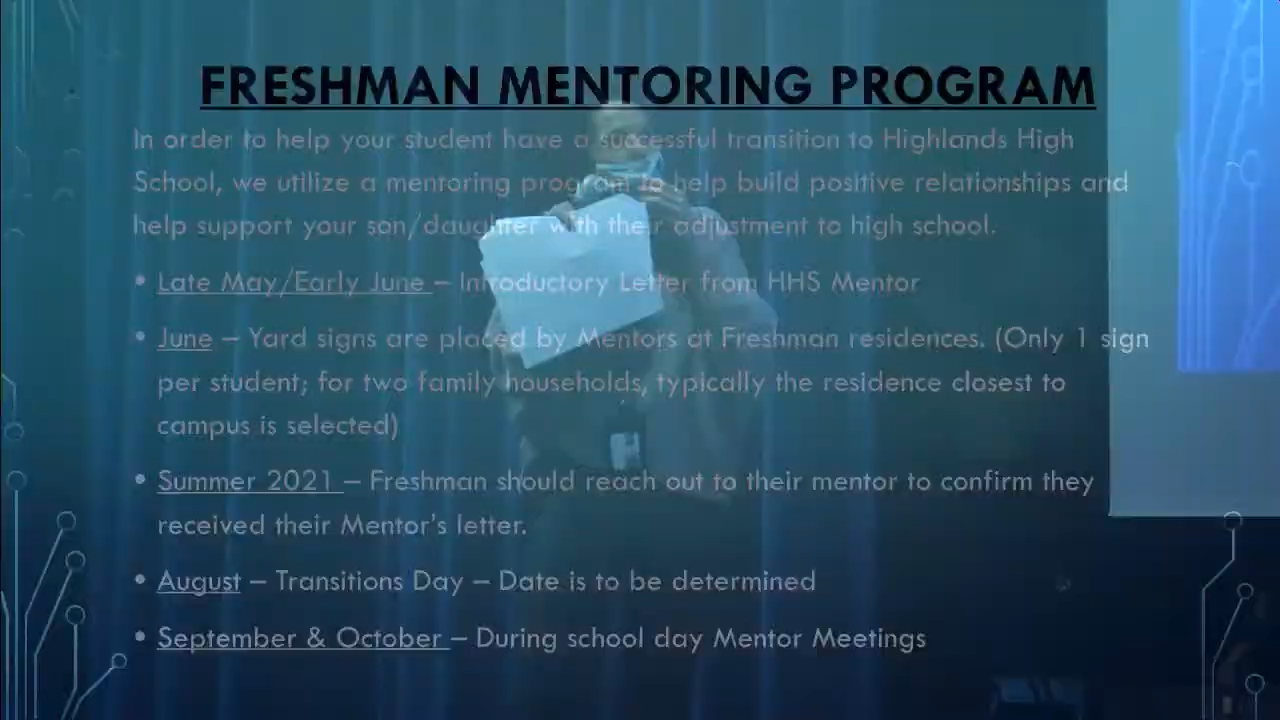 FRESHMAN MENTORING PROGRAM
In order to help your student have a successful transition to Highlands High
School, we utilize a mentoring program to help build positive relationships and
help support your son/daughter with their adjustment to high school.
• Late May/Early June – Introductory Letter from HHS Mentor
• June – Yard signs are placed by Mentors at Freshman residences. (Only 1 sign
per student; for two family households, typically the residence closest to
campus is selected)
• Summer 2021 – Freshman should reach out to their mentor to confirm they
received their Mentor's letter.
• August – Transitions Day – Date is to be determined
• September & October – During school day Mentor Meetings